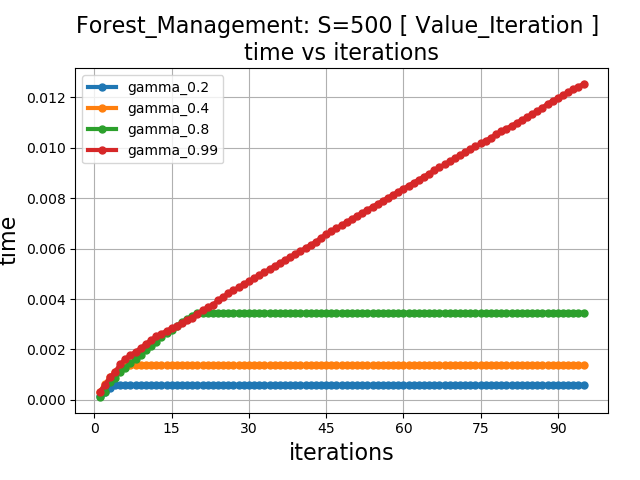 Forest_Management: S=500 [ Value_Iteration ]
time vs iterations
gamma_0.2
gamma_0.4
gamma_0.8
gamma_0.99
0.012
0.010
0.008
0.006
0.004
0.002
0.000
time
0 15 30 45 60 75 90
iterations